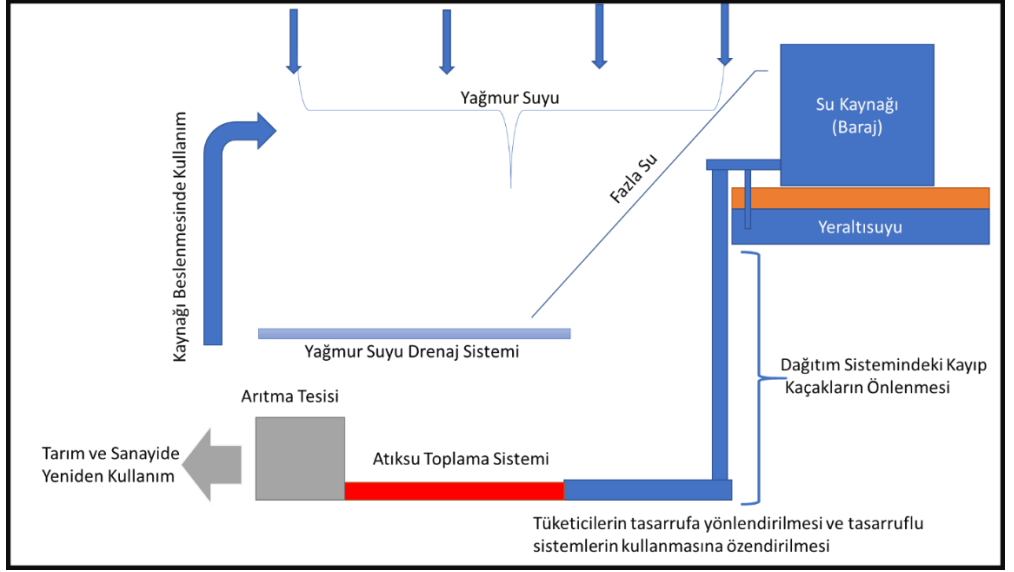 Yağmur Suyu
Su Kaynağı
(Baraj)
Kaynağı Beslenmesinde Kullanım
Fazla Su
Yeraltısuyu
Yağmur Suyu Drenaj Sistemi
Dağıtım Sistemindeki Kayıp
Kaçakların Önlenmesi
Arıtma Tesisi
Tarım ve Sanayide
Yeniden Kullanım
Atıksu Toplama Sistemi
Tüketicilerin tasarrufa yönlendirilmesi ve tasarruflu
sistemlerin kullanmasına özendirilmesi